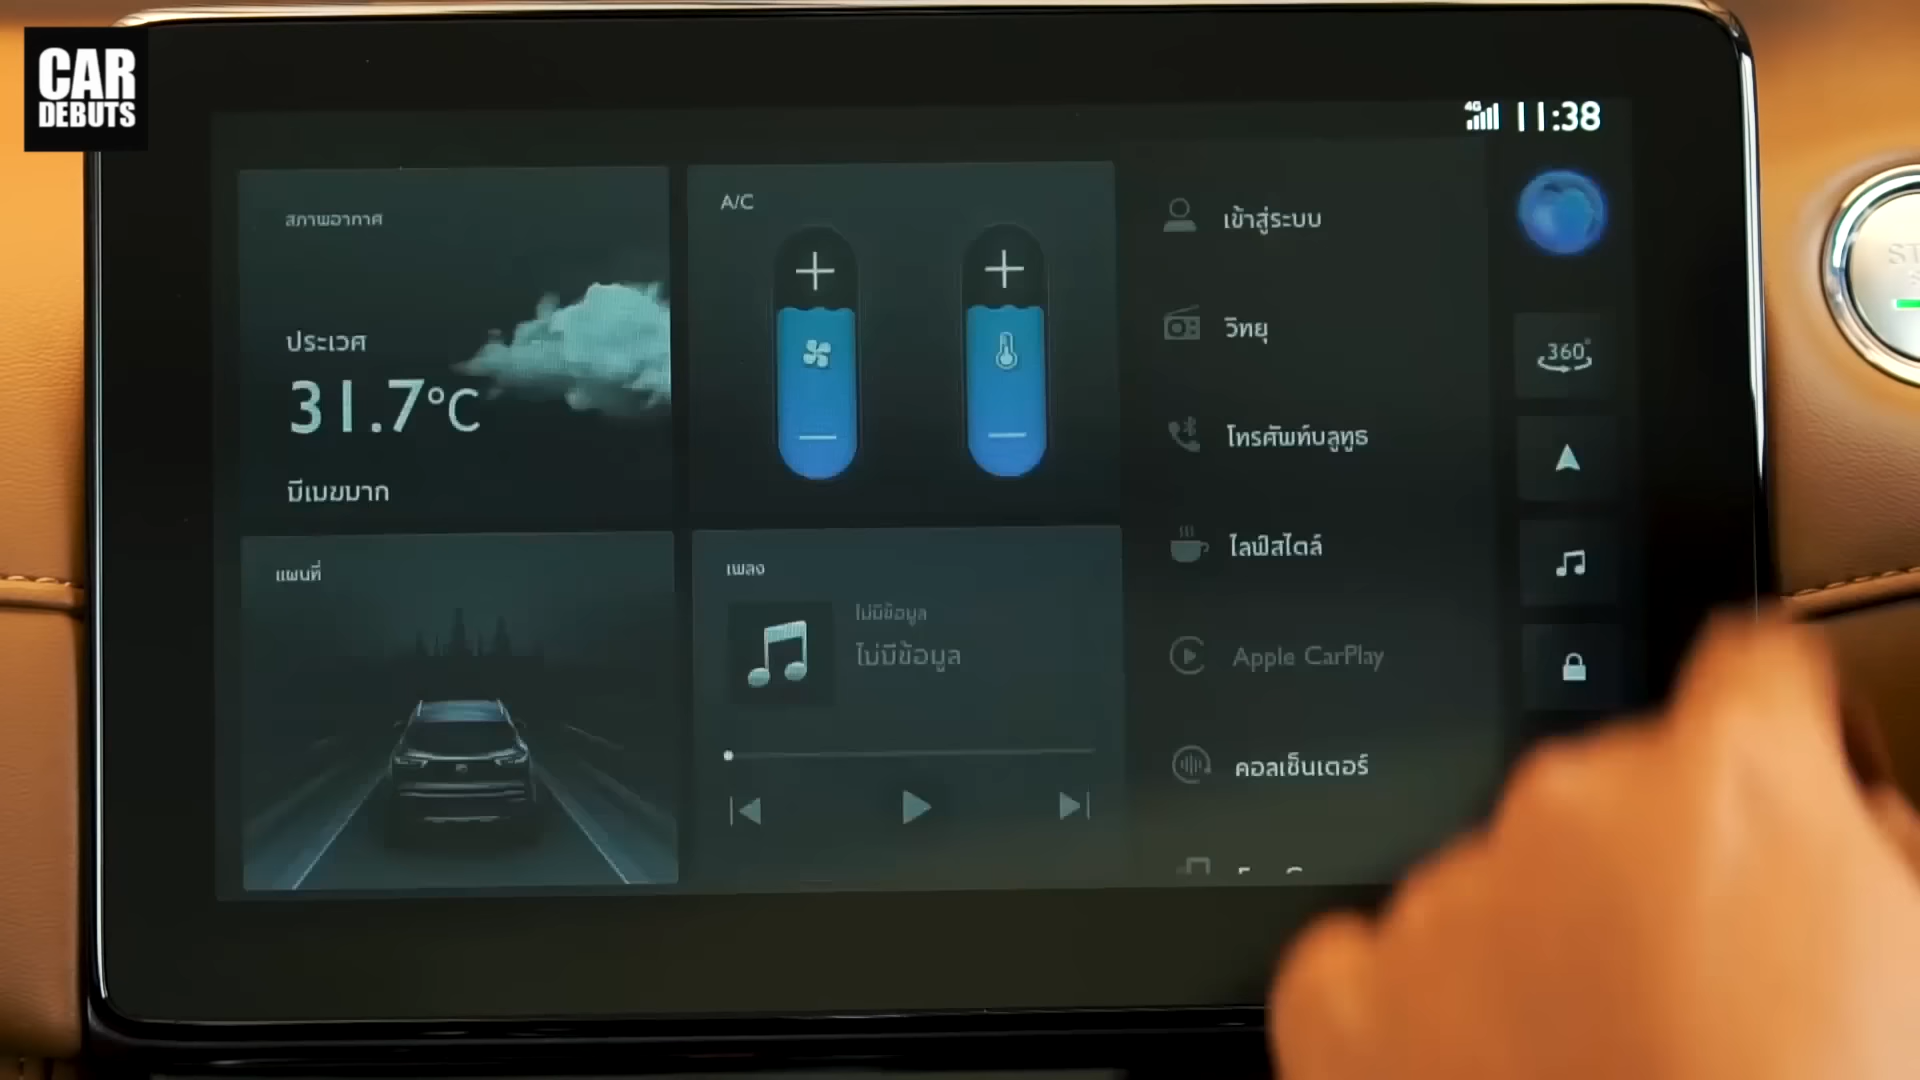 CAR
DEBUTS
4G 11:38
สภาพอากาศ
ประเวศ
31.7°C
มีเมฆมาก
A/C
แผนที่
เพลง
ไม่มีข้อมูล
ไม่มีข้อมูล
เข้าสู่ระบบ
วิทยุ
โทรศัพท์บลูทูธ
ไลฟ์สไตล์
Apple CarPlay
คอลเซ็นเตอร์
360°